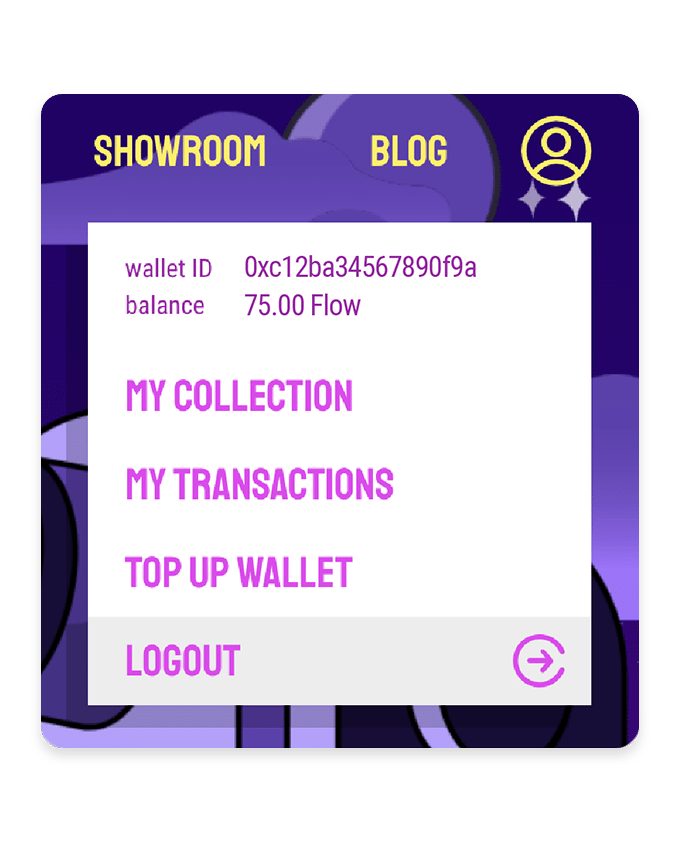 SHOWROOM BLOG
wallet ID 0xc12ba34567890f9a
balance 75.00 Flow
MY COLLECTION
MY TRANSACTIONS
TOP UP WALLET
LOGOUT